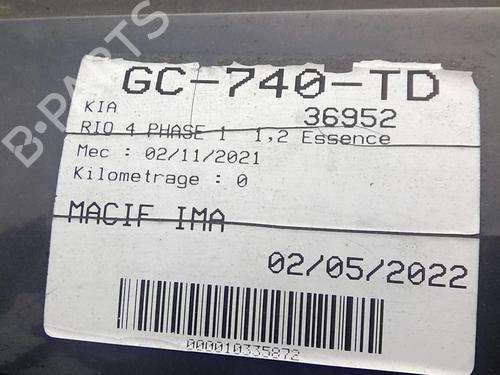 GC-740-TD
KIA 36952
RIO 4 PHASE 1 1,2 Essence
Mec : 02/11/2021
Kilometrage : 0
MACIF IMA
02/05/2022
000010335872
B-PARTS